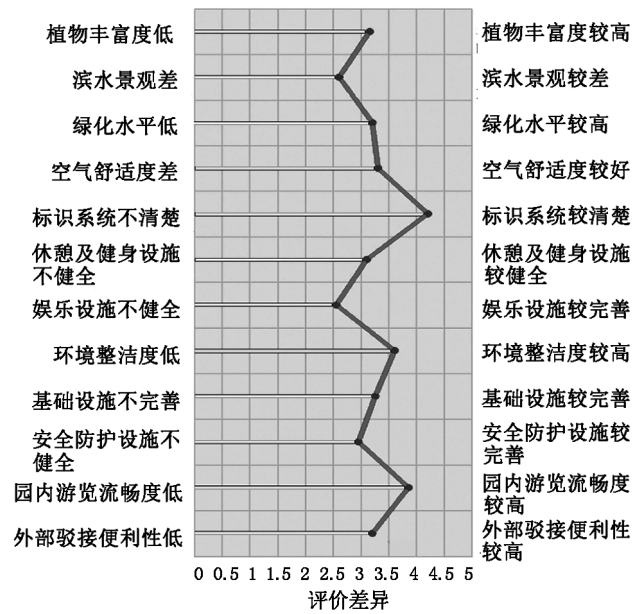 植物丰富度低 植物丰富度较高
滨水景观差 滨水景观较差
绿化水平低 绿化水平较高
空气舒适度差 空气舒适度较好
标识系统不清楚 标识系统较清楚
休憩及健身设施 休憩及健身设施
不健全 较健全
娱乐设施不健全 娱乐设施较完善
环境整洁度低 环境整洁度较高
基础设施不完善 基础设施较完善
安全防护设施不 安全防护设施较
健全 完善
园内游览流畅度低 园内游览流畅度
较高
外部驳接便利性低 外部驳接便利性
较高
0 0.5 1 1.5 2 2.5 3 3.5 4 4.5 5
评价差异